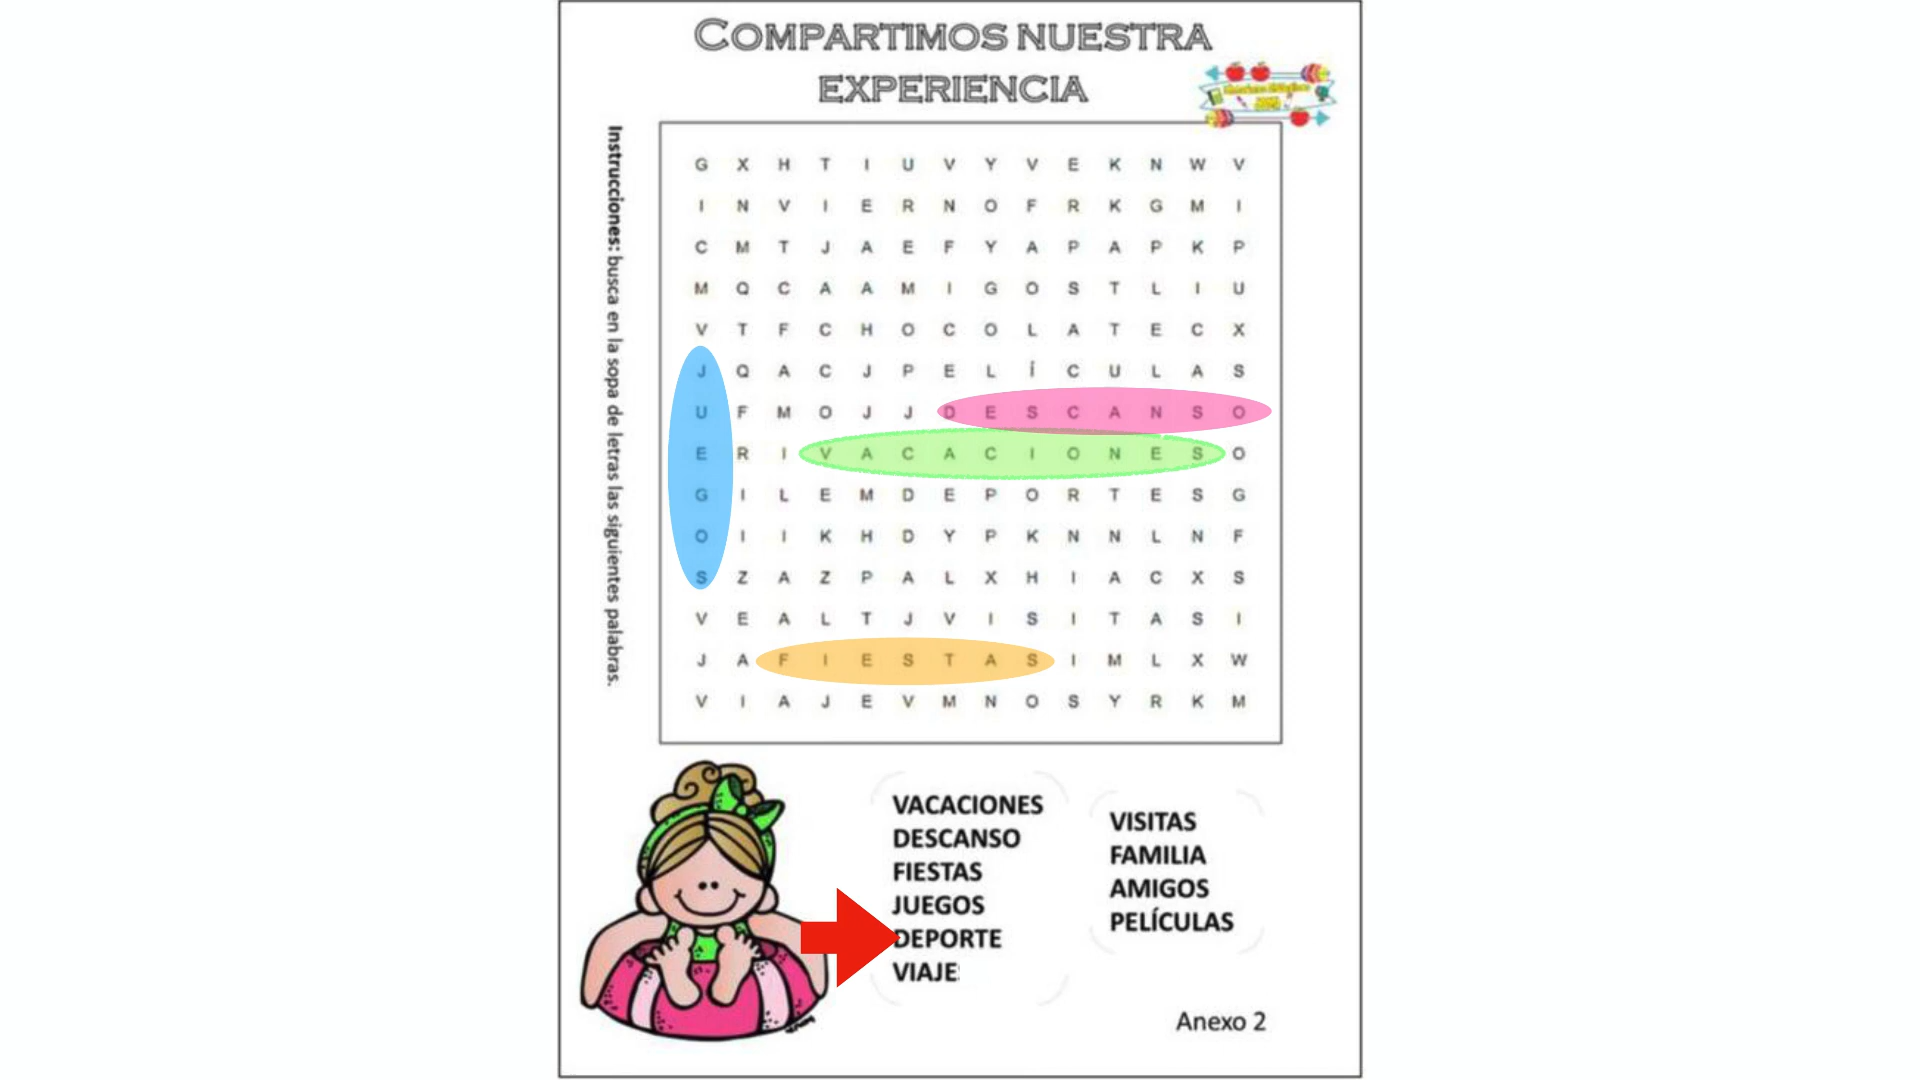 COMPARTIMOS NUESTRA
EXPERIENCIA
Instrucciones: busca en la sopa de letras las siguientes palabras.
G X H T I U V Y V E K N W V
I N V I E R N O F R K G M I
C M T J A E F Y A P A P K P
M Q C A A M I G O S T L I U
V T F C H O C O L A T E C X
J Q A C J P E L Í C U L A S
U F M O J J D E S C A N S O
E R I V A C A C I O N E S O
G I L E M D E P O R T E S G
O I I K H D Y P K N N L N F
S Z A Z P A L X H I A C X S
V E A L T J V I S I T A S I
J A F I E S T A S I M L X W
V I A J E V M N O S Y R K M
VACACIONES
DESCANSO
FIESTAS
JUEGOS
DEPORTE
VIAJE
VISITAS
FAMILIA
AMIGOS
PELÍCULAS
Anexo 2